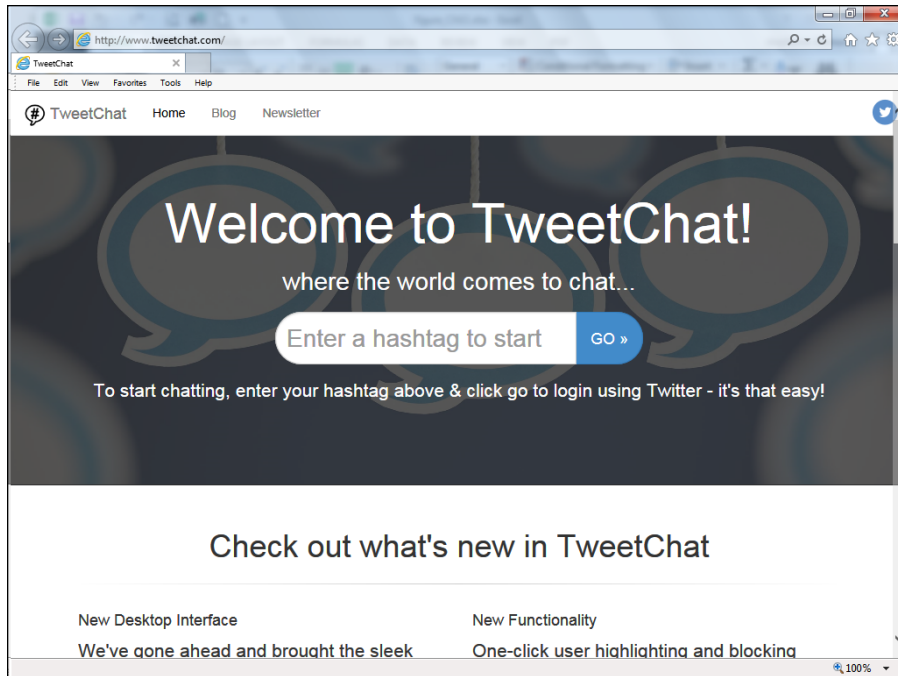 http://www.tweetchat.com/
TweetChat
File Edit View Favorites Tools Help
# TweetChat Home Blog Newsletter
Welcome to TweetChat!
where the world comes to chat...
Enter a hashtag to start GO »
To start chatting, enter your hashtag above & click go to login using Twitter - it's that easy!
Check out what's new in TweetChat
New Desktop Interface
We've gone ahead and brought the sleek
New Functionality
One-click user highlighting and blocking
100%